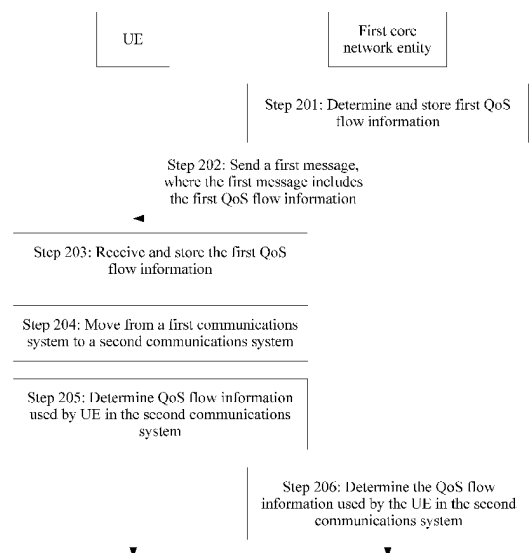 UE
First core
network entity
Step 201: Determine and store first QoS
flow information
Step 202: Send a first message,
where the first message includes
the first QoS flow information
Step 203: Receive and store the first QoS
flow information
Step 204: Move from a first communications
system to a second communications system
Step 205: Determine QoS flow information
used by UE in the second communications
system
Step 206: Determine the QoS flow
information used by the UE in the second
communications system